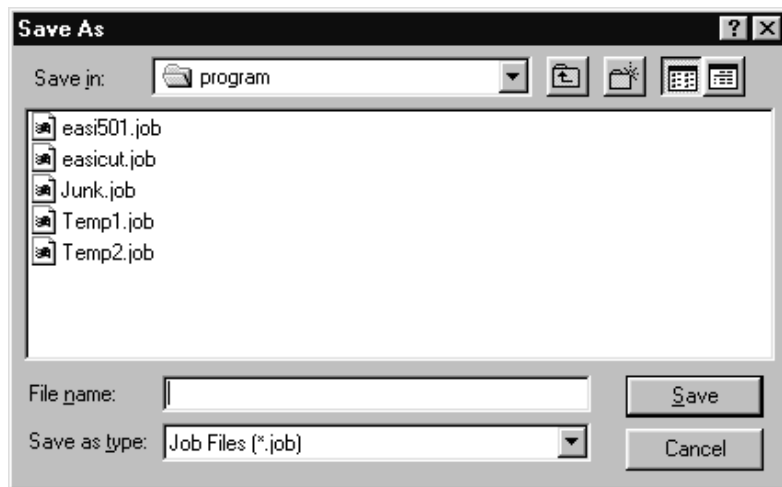 Save As
Save in: program
easi501.job
easicut.job
Junk.job
Temp1.job
Temp2.job
File name:
Save
Save as type: Job Files (*.job)
Cancel